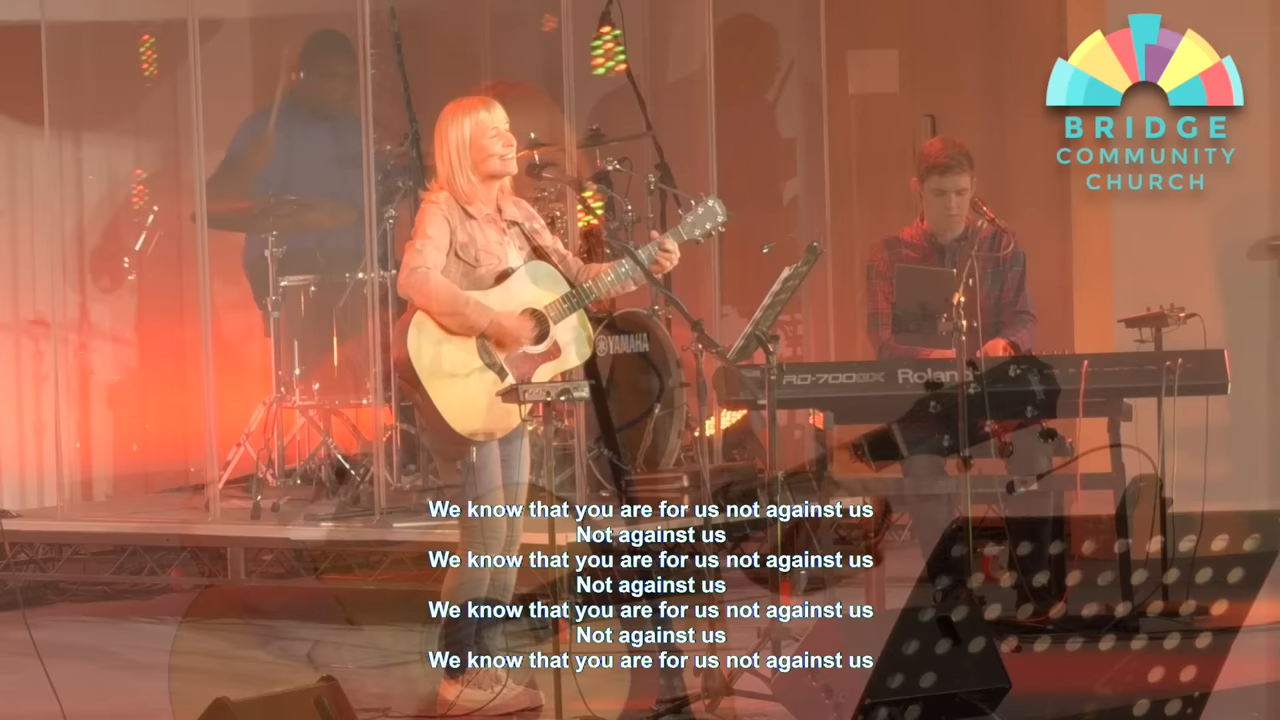 BRIDGE
COMMUNITY
CHURCH
YAMAHA
RD-700GX Roland
We know that you are for us not against us
Not against us
We know that you are for us not against us
Not against us
We know that you are for us not against us
Not against us
We know that you are for us not against us